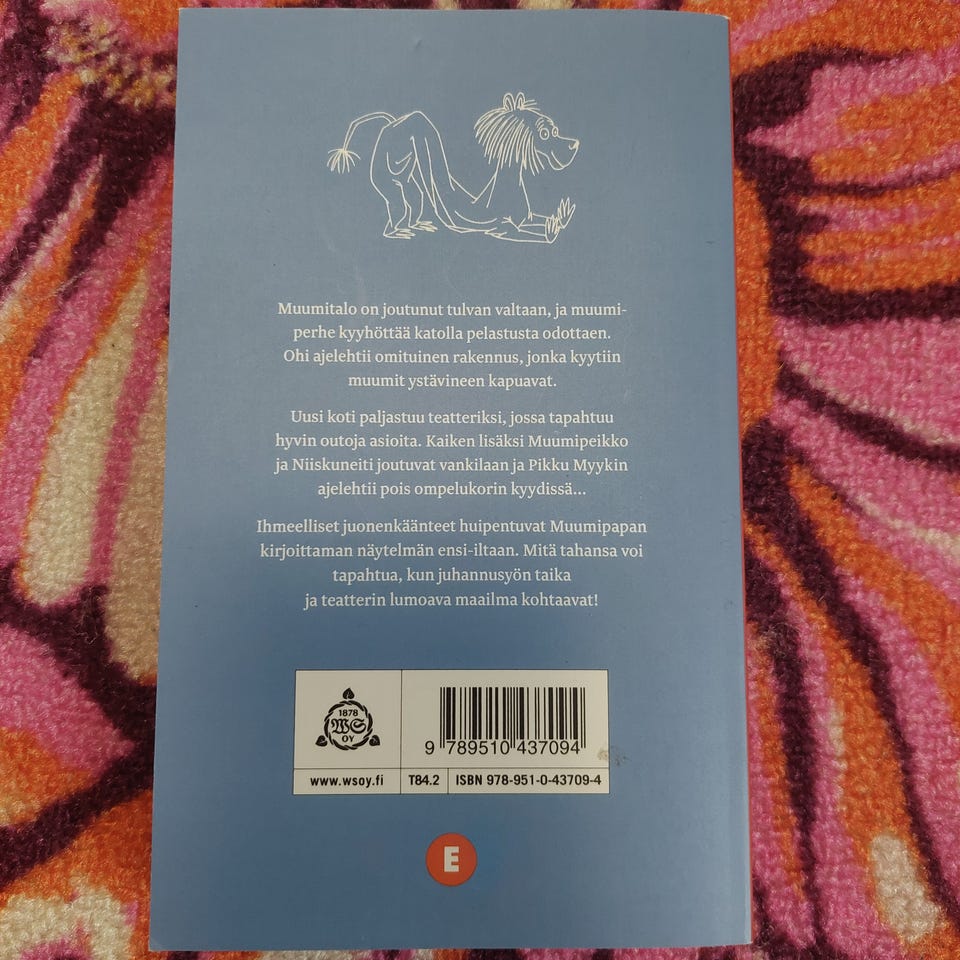 Muumitalo on joutunut tulvan valtaan, ja muumi-
perhe kyyhöttää katolla pelastusta odottaen.
Ohi ajelehtii omituinen rakennus, jonka kyytiin
muumit ystävineen kapuavat.
Uusi koti paljastuu teatteriksi, jossa tapahtuu
hyvin outoja asioita. Kaiken lisäksi Muumipeikko
ja Niiskuneiti joutuvat vankilaan ja Pikku Myykin
ajelehtii pois ompelukorin kyydissä...
Ihmeelliset juonenkäänteet huipentuvat Muumipapan
kirjoittaman näytelmän ensi-iltaan. Mitä tahansa voi
tapahtua, kun juhannusyön taika
ja teatterin lumoava maailma kohtaavat!
1878
WS
OY
9 789510 437094
www.wsoy.fi
T84.2
ISBN 978-951-0-43709-4
E